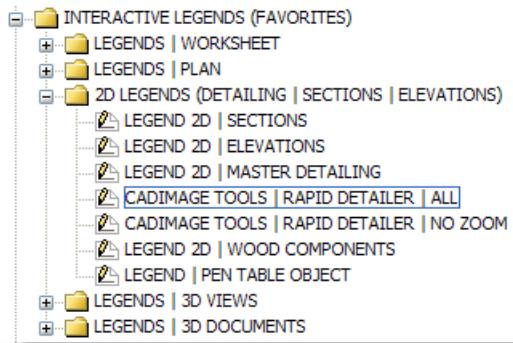 INTERACTIVE LEGENDS (FAVORITES)
LEGENDS | WORKSHEET
LEGENDS | PLAN
2D LEGENDS (DETAILING | SECTIONS | ELEVATIONS)
LEGEND 2D | SECTIONS
LEGEND 2D | ELEVATIONS
LEGEND 2D | MASTER DETAILING
CADIMAGE TOOLS | RAPID DETAILER | ALL
CADIMAGE TOOLS | RAPID DETAILER | NO ZOOM
LEGEND 2D | WOOD COMPONENTS
LEGEND | PEN TABLE OBJECT
LEGENDS | 3D VIEWS
LEGENDS | 3D DOCUMENTS